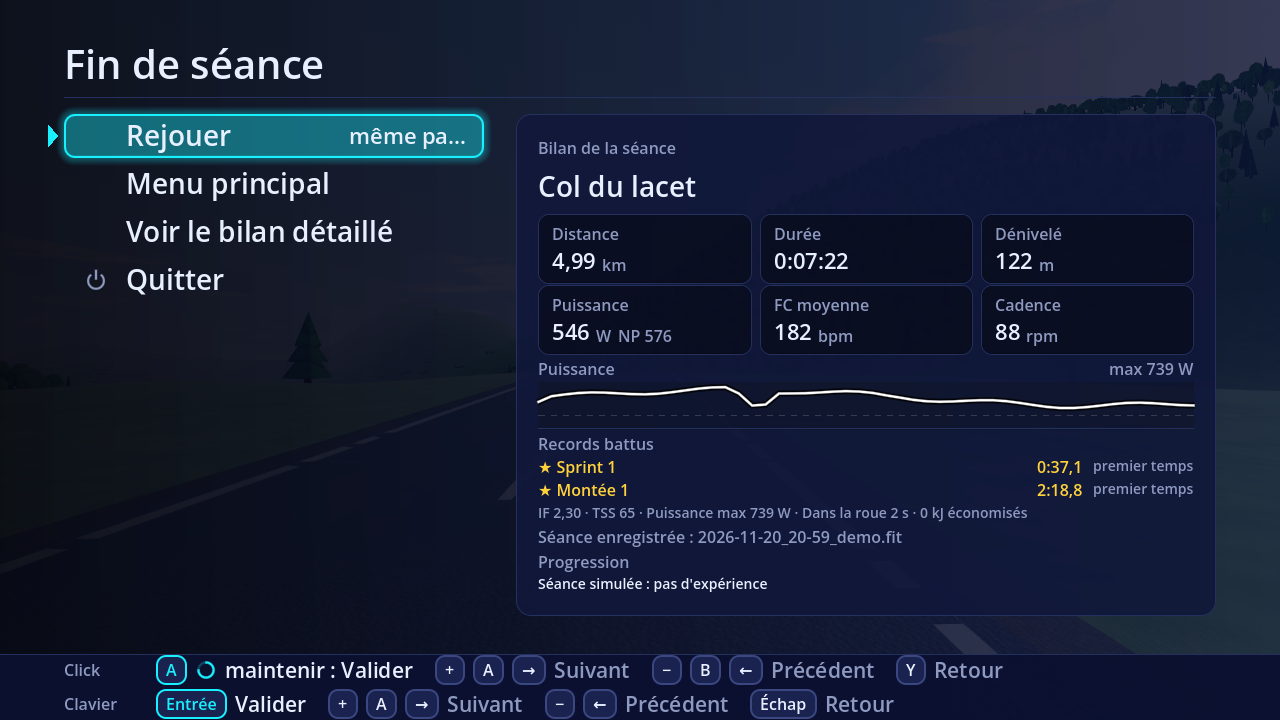 Fin de séance
Rejouer même pa...
Menu principal
Voir le bilan détaillé
Quitter
Bilan de la séance
Col du lacet
Distance Durée Dénivelé
4,99 km 0:07:22 122 m
Puissance FC moyenne Cadence
546 W NP 576 182 bpm 88 rpm
Puissance max 739 W
Records battus
★ Sprint 1 0:37,1 premier temps
★ Montée 1 2:18,8 premier temps
IF 2,30 · TSS 65 · Puissance max 739 W · Dans la roue 2 s · 0 kJ économisés
Séance enregistrée : 2026-11-20_20-59_demo.fit
Progression
Séance simulée : pas d'expérience
Click A maintenir : Valider + A → Suivant − B ← Précédent Y Retour
Clavier Entrée Valider + A → Suivant − ← Précédent Échap Retour